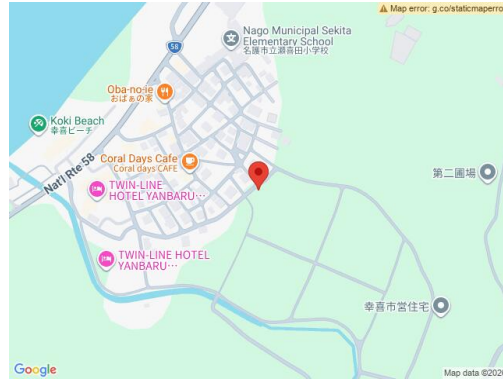 Map error: g.co/staticmaperro
58
Nago Municipal Sekita
Elementary School
名護市立瀬喜田小学校
Oba-no-ie
おばぁの家
Koki Beach
幸喜ビーチ
Nat'l Rte 58
Coral Days Cafe
Coral days CAFE
第二圃場
TWIN-LINE
HOTEL YANBARU…
TWIN-LINE HOTEL
YANBARU…
幸喜市営住宅
Google
Map data ©202